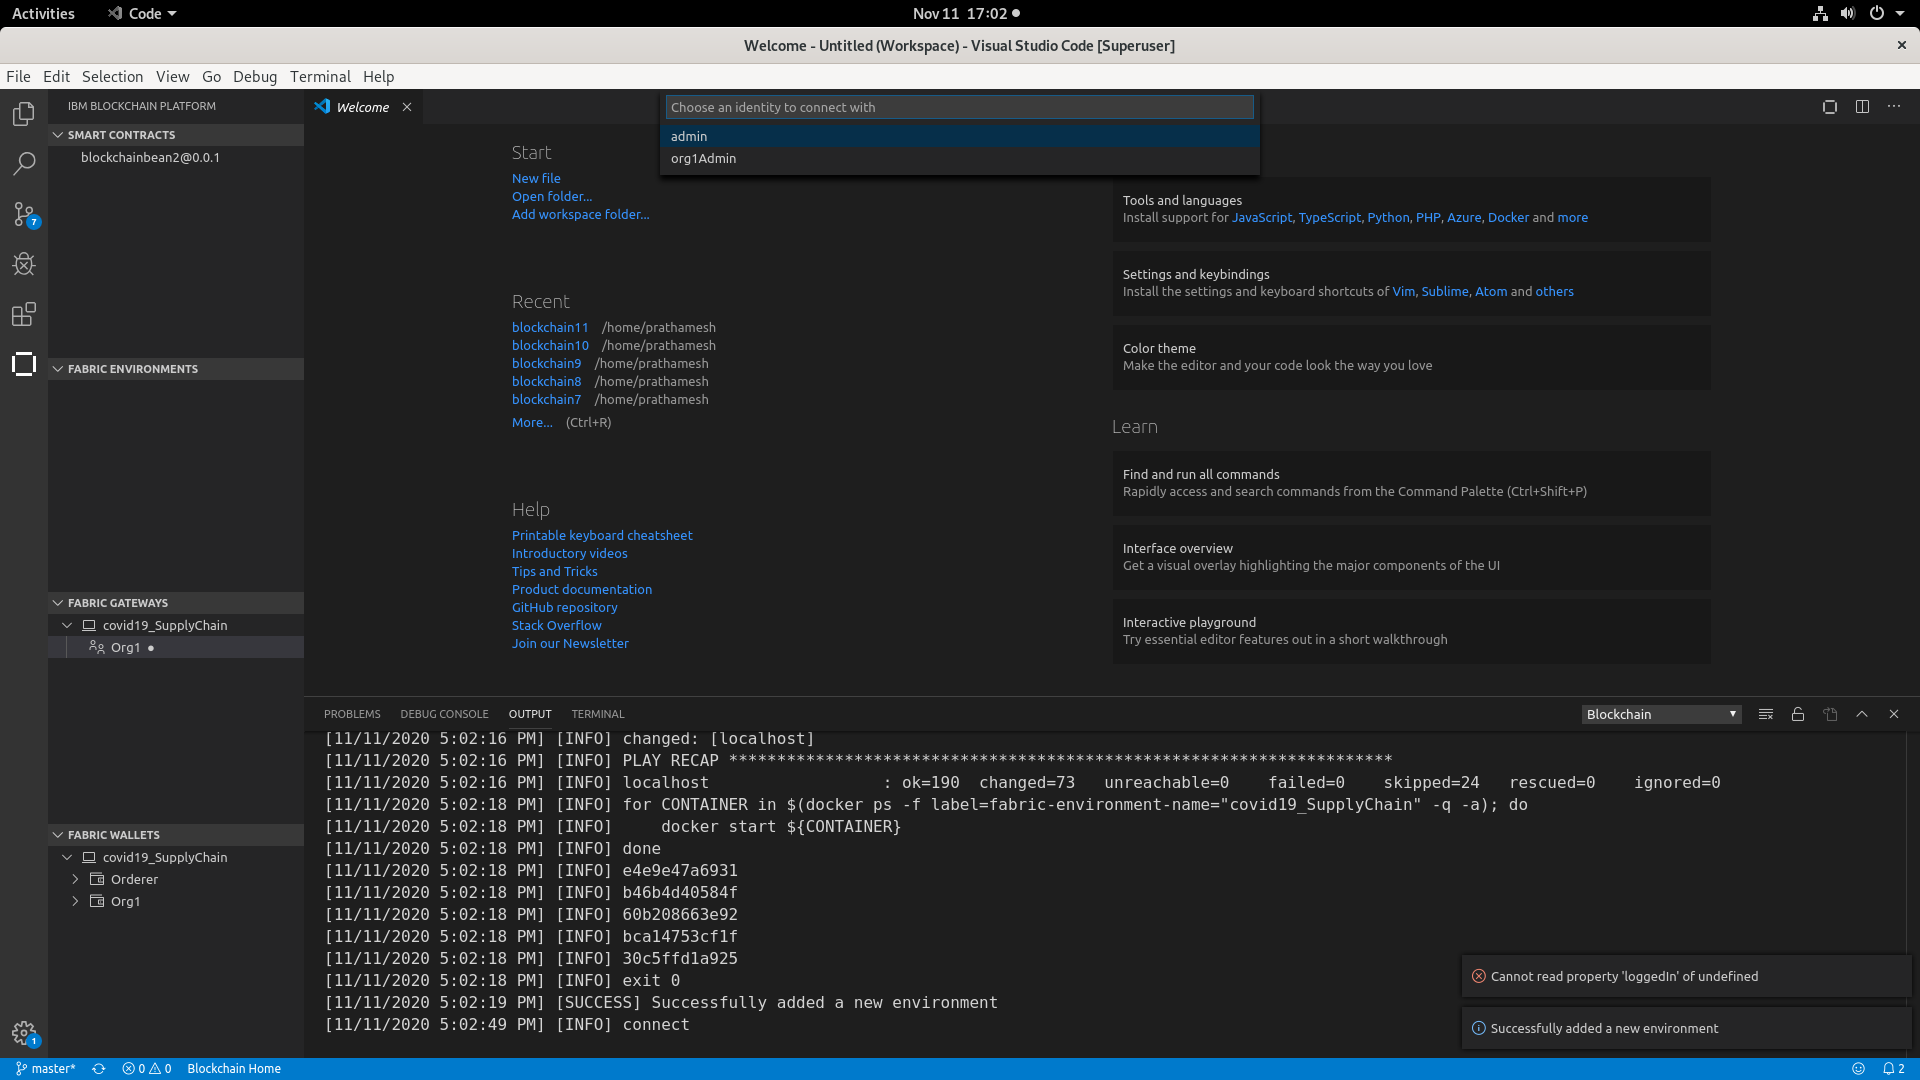 Activities
Code
Nov 11 17:02
Welcome - Untitled (Workspace) - Visual Studio Code [Superuser]
File Edit Selection View Go Debug Terminal Help
IBM BLOCKCHAIN PLATFORM
SMART CONTRACTS
blockchainbean2@0.0.1
7
FABRIC ENVIRONMENTS
FABRIC GATEWAYS
covid19_SupplyChain
Org1
FABRIC WALLETS
covid19_SupplyChain
Orderer
Org1
1
Welcome
Choose an identity to connect with
admin
org1Admin
Start
New file
Open folder...
Add workspace folder...
Recent
blockchain11 /home/prathamesh
blockchain10 /home/prathamesh
blockchain9 /home/prathamesh
blockchain8 /home/prathamesh
blockchain7 /home/prathamesh
More... (Ctrl+R)
Help
Printable keyboard cheatsheet
Introductory videos
Tips and Tricks
Product documentation
GitHub repository
Stack Overflow
Join our Newsletter
Tools and languages
Install support for JavaScript, TypeScript, Python, PHP, Azure, Docker and more
Settings and keybindings
Install the settings and keyboard shortcuts of Vim, Sublime, Atom and others
Color theme
Make the editor and your code look the way you love
Learn
Find and run all commands
Rapidly access and search commands from the Command Palette (Ctrl+Shift+P)
Interface overview
Get a visual overlay highlighting the major components of the UI
Interactive playground
Try essential editor features out in a short walkthrough
PROBLEMS DEBUG CONSOLE OUTPUT TERMINAL
Blockchain
[11/11/2020 5:02:16 PM] [INFO] changed: [localhost]
[11/11/2020 5:02:16 PM] [INFO] PLAY RECAP *********************************************************************
[11/11/2020 5:02:16 PM] [INFO] localhost : ok=190 changed=73 unreachable=0 failed=0 skipped=24 rescued=0 ignored=0
[11/11/2020 5:02:18 PM] [INFO] for CONTAINER in $(docker ps -f label=fabric-environment-name="covid19_SupplyChain" -q -a); do
[11/11/2020 5:02:18 PM] [INFO] docker start ${CONTAINER}
[11/11/2020 5:02:18 PM] [INFO] done
[11/11/2020 5:02:18 PM] [INFO] e4e9e47a6931
[11/11/2020 5:02:18 PM] [INFO] b46b4d40584f
[11/11/2020 5:02:18 PM] [INFO] 60b208663e92
[11/11/2020 5:02:18 PM] [INFO] bca14753cf1f
[11/11/2020 5:02:18 PM] [INFO] 30c5ffd1a925
[11/11/2020 5:02:18 PM] [INFO] exit 0
[11/11/2020 5:02:19 PM] [SUCCESS] Successfully added a new environment
[11/11/2020 5:02:49 PM] [INFO] connect
Cannot read property 'loggedIn' of undefined
Successfully added a new environment
master* 0 0 Blockchain Home 2